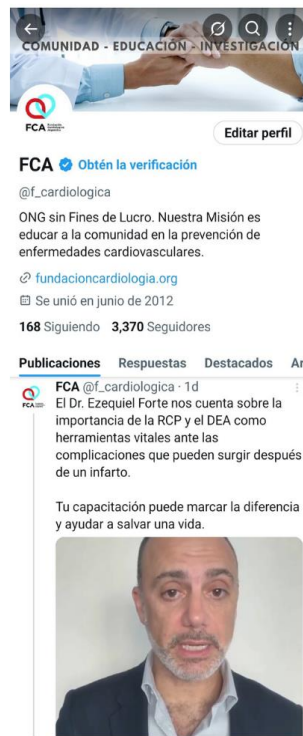 COMUNIDAD - EDUCACIÓN - INVESTIGACIÓN
FCA
Editar perfil
FCA Obtén la verificación
@f_cardiologica
ONG sin Fines de Lucro. Nuestra Misión es
educar a la comunidad en la prevención de
enfermedades cardiovasculares.
fundacioncardiologia.org
Se unió en junio de 2012
168 Siguiendo 3,370 Seguidores
Publicaciones Respuestas Destacados Ar
FCA @f_cardiologica · 1d
FCA
El Dr. Ezequiel Forte nos cuenta sobre la
importancia de la RCP y el DEA como
herramientas vitales ante las
complicaciones que pueden surgir después
de un infarto.
Tu capacitación puede marcar la diferencia
y ayudar a salvar una vida.